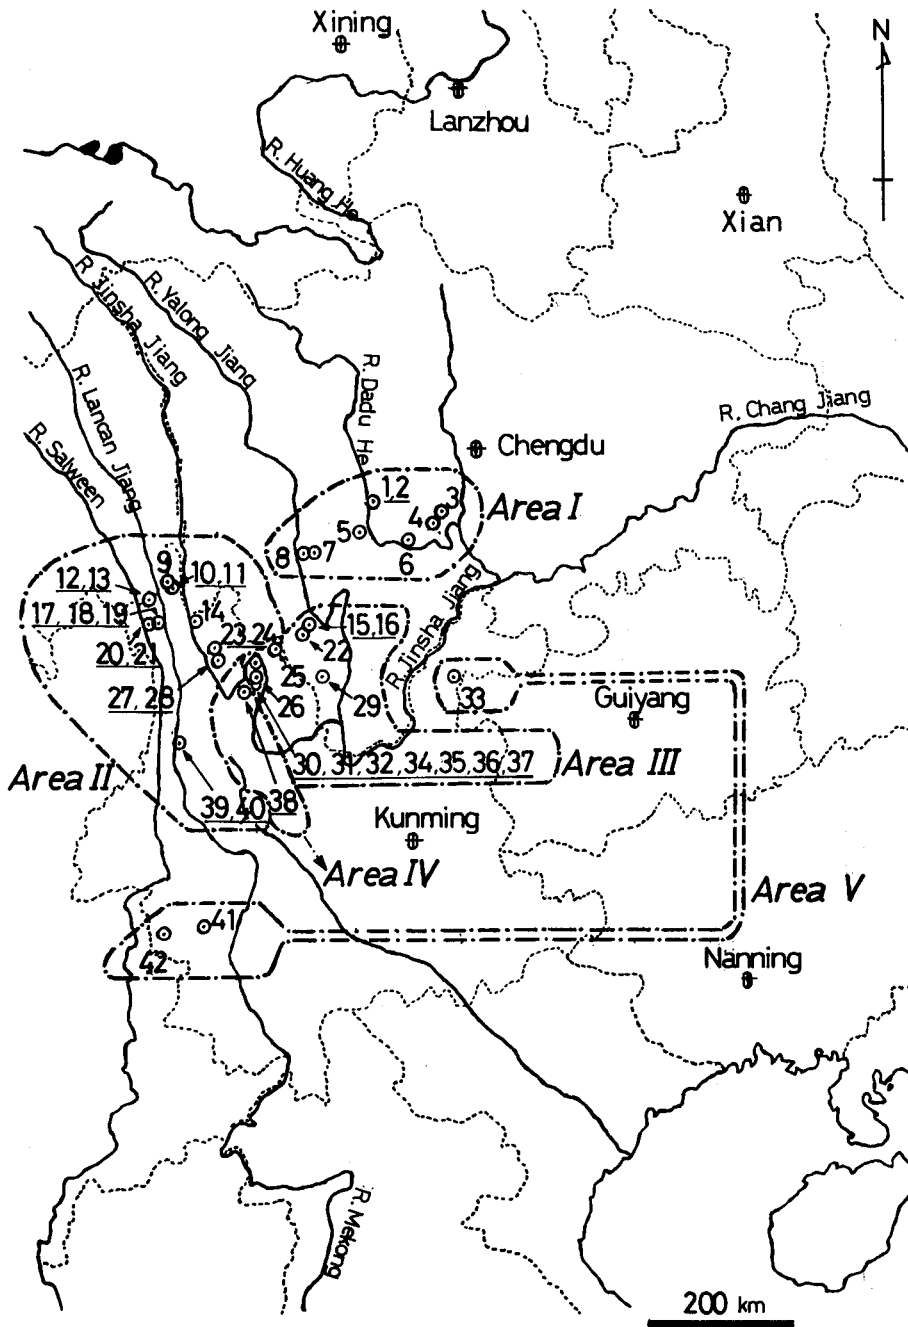 Xining
N
Lanzhou
R. Huang He
Xian
R. Jinsha Jiang
R. Yalong Jiang
R. Lancan Jiang
R. Dadu He
R. Chang Jiang
R. Salween
Chengdu
1,2
3
Area I
4
5
6
8
7
9
10,11
12,13
17,18,19
14
15,16
R. Jinsha Jiang
20,21
23,24
22
25
27,28
26
29
33
Guiyang
Area II
30,31,32,34,35,36,37
Area III
39,40
38
Kunming
Area IV
Area V
41
42
Nanning
R. Mekong
200 km